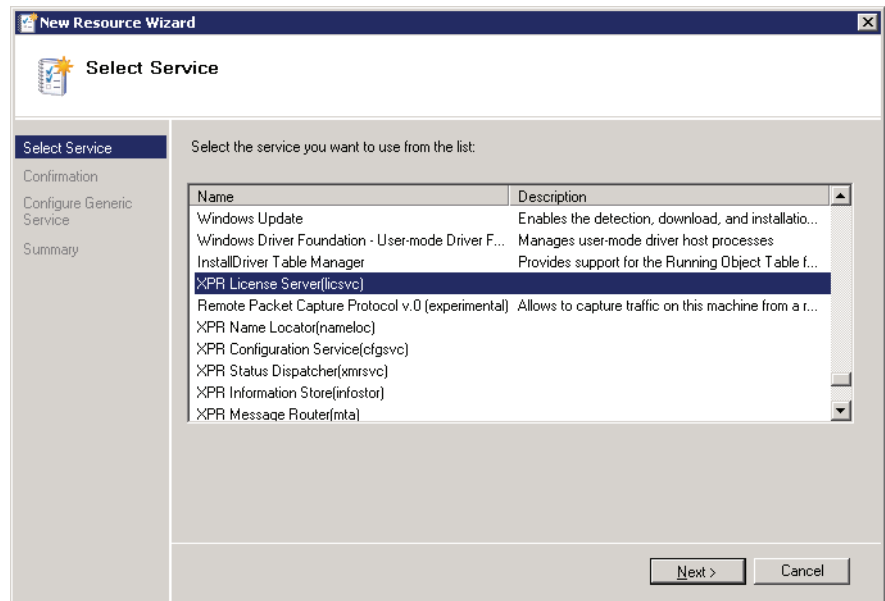 New Resource Wizard
Select Service
Select Service
Confirmation
Configure Generic
Service
Summary
Select the service you want to use from the list:
Name Description
Windows Update Enables the detection, download, and installatio...
Windows Driver Foundation - User-mode Driver F... Manages user-mode driver host processes
InstallDriver Table Manager Provides support for the Running Object Table f...
XPR License Server(licsvc)
Remote Packet Capture Protocol v.0 (experimental) Allows to capture traffic on this machine from a r...
XPR Name Locator(nameloc)
XPR Configuration Service(cfgsvc)
XPR Status Dispatcher(xmrsvc)
XPR Information Store(infostor)
XPR Message Router(mta)
Next > Cancel